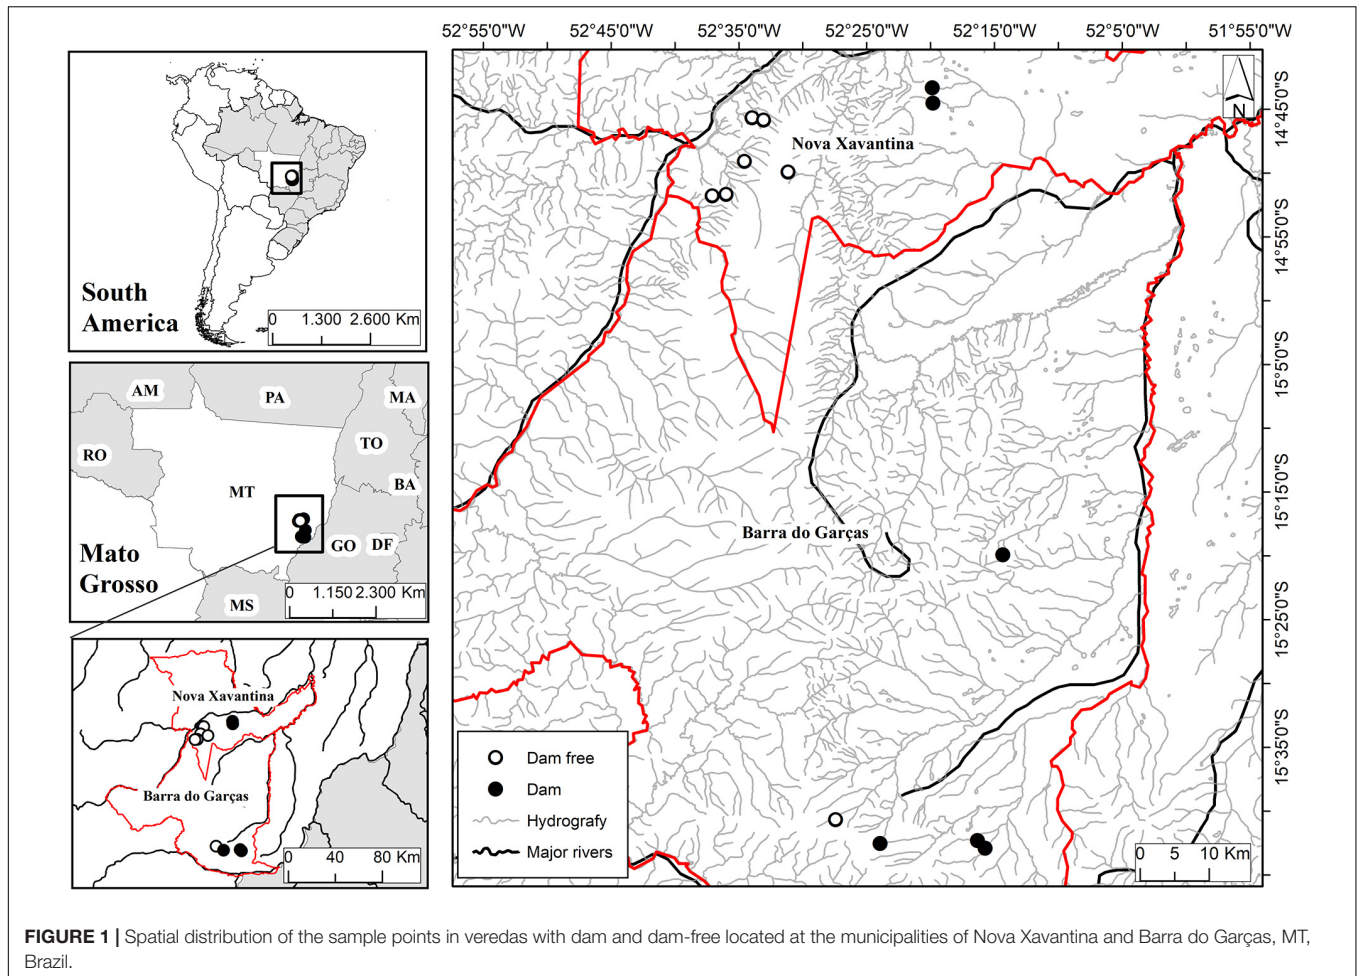 52°55'0"W 52°45'0"W 52°35'0"W 52°25'0"W 52°15'0"W 52°5'0"W 51°55'0"W
South
America
0 1.300 2.600 Km
AM
PA
MA
RO
TO
MT
BA
GO
DF
MS
Mato
Grosso
0 1.150 2.300 Km
Nova Xavantina
Barra do Garças
0 40 80 Km
Nova Xavantina
Barra do Garças
N
14°45'0"S
14°55'0"S
15°5'0"S
15°15'0"S
15°25'0"S
15°35'0"S
Dam free
Dam
Hydrografy
Major rivers
0 5 10 Km
FIGURE 1 | Spatial distribution of the sample points in veredas with dam and dam-free located at the municipalities of Nova Xavantina and Barra do Garças, MT,
Brazil.